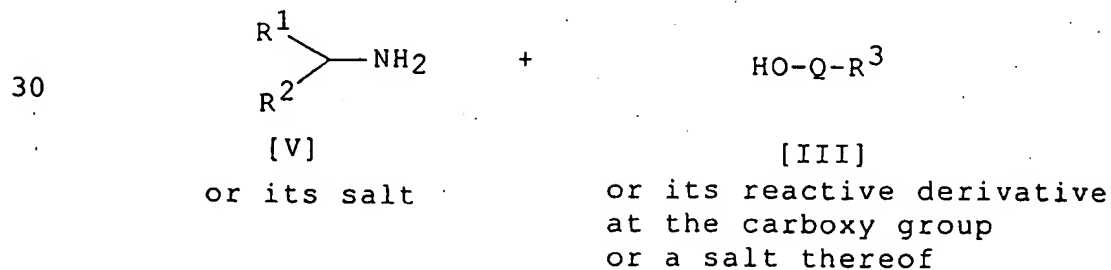 R1
NH2 + HO-Q-R3
30
R2
[V] [III]
or its salt or its reactive derivative
at the carboxy group
or a salt thereof